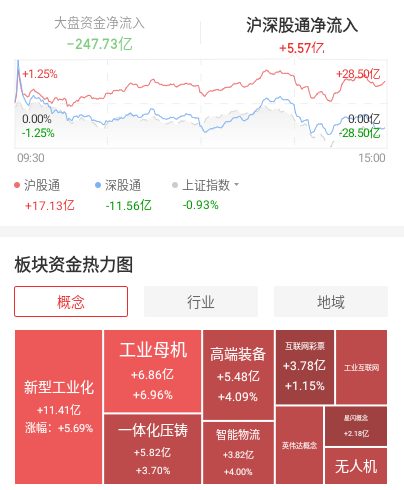 大盘资金净流入
沪深股通净流入
-247.73亿
+5.57亿
+1.25%
+28.50亿
0.00%
0.00亿
-1.25%
-28.50亿
09:30
15:00
沪股通
深股通
上证指数
+17.13亿
-11.56亿
-0.93%
板块资金热力图
概念
行业
地域
新型工业化
+11.41亿
涨幅：+5.69%
工业母机
+6.86亿
+6.96%
一体化压铸
+5.82亿
+3.70%
高端装备
+5.48亿
+4.09%
智能物流
+3.82亿
+4.00%
互联网彩票
+3.78亿
+1.15%
工业互联网
英伟达概念
星闪概念
+2.18亿
无人机